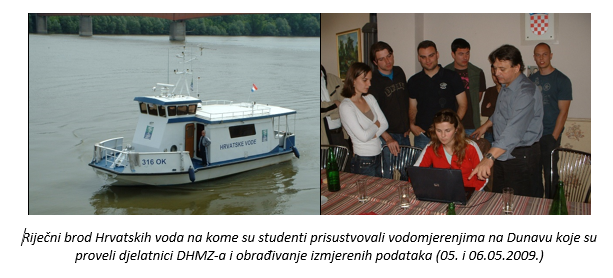 HRVATSKE VODE
316 OK
Riječni brod Hrvatskih voda na kome su studenti prisustvovali vodomjerenjima na Dunavu koje su
proveli djelatnici DHMZ-a i obrađivanje izmjerenih podataka (05. i 06.05.2009.)